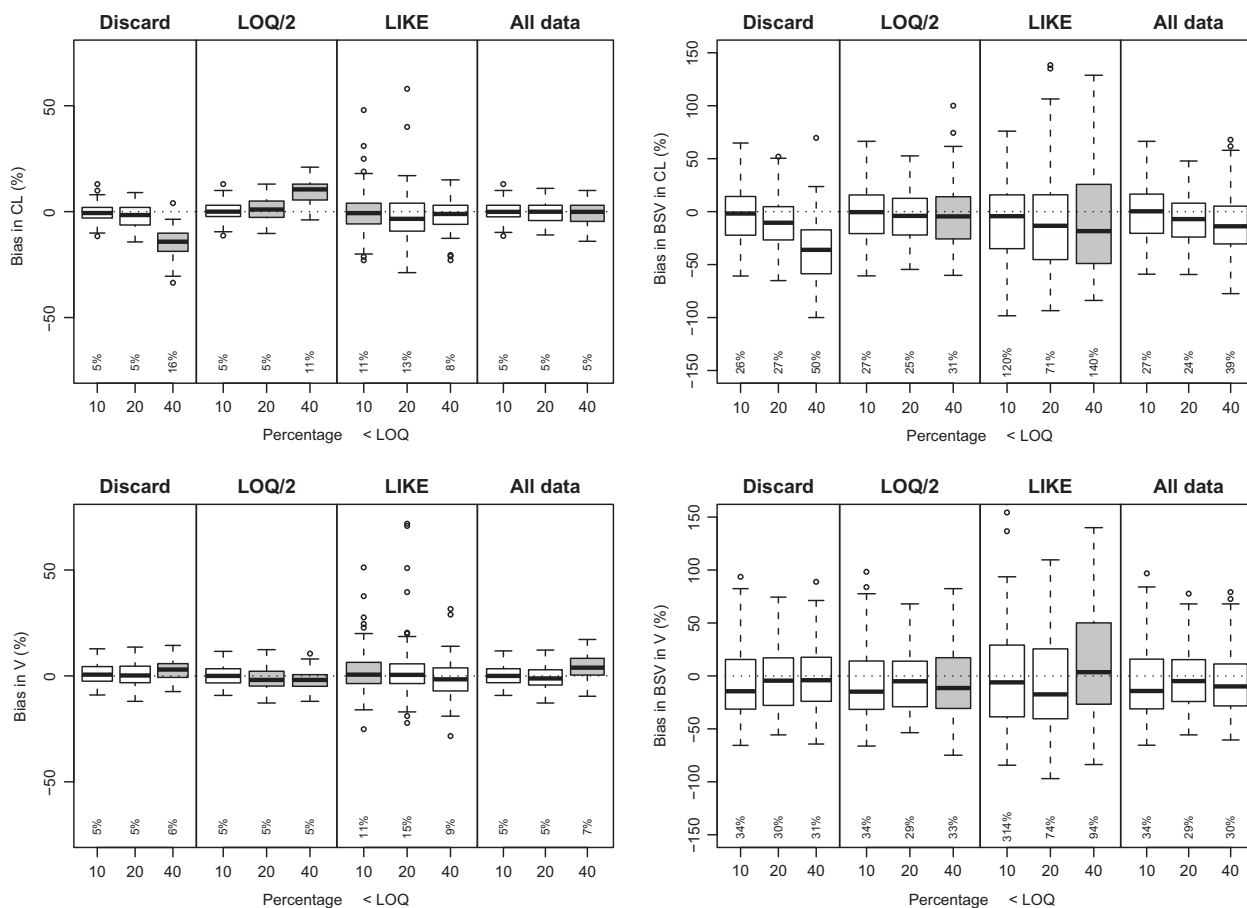 Discard LOQ/2 LIKE All data
Bias in CL (%)
50
0
−50
5% 5% 16% 5% 5% 11% 11% 13% 8% 5% 5% 5%
10 20 40 10 20 40 10 20 40 10 20 40
Percentage < LOQ
Discard LOQ/2 LIKE All data
Bias in BSV in CL (%)
150
100
50
0
−50
−100
−150
26% 27% 50% 27% 25% 31% 120% 71% 140% 27% 24% 39%
10 20 40 10 20 40 10 20 40 10 20 40
Percentage < LOQ
Discard LOQ/2 LIKE All data
Bias in V (%)
50
0
−50
5% 5% 6% 5% 5% 5% 11% 15% 9% 5% 5% 7%
10 20 40 10 20 40 10 20 40 10 20 40
Percentage < LOQ
Discard LOQ/2 LIKE All data
Bias in BSV in V (%)
150
100
50
0
−50
−100
−150
34% 30% 31% 34% 29% 33% 314% 74% 94% 34% 29% 30%
10 20 40 10 20 40 10 20 40 10 20 40
Percentage < LOQ